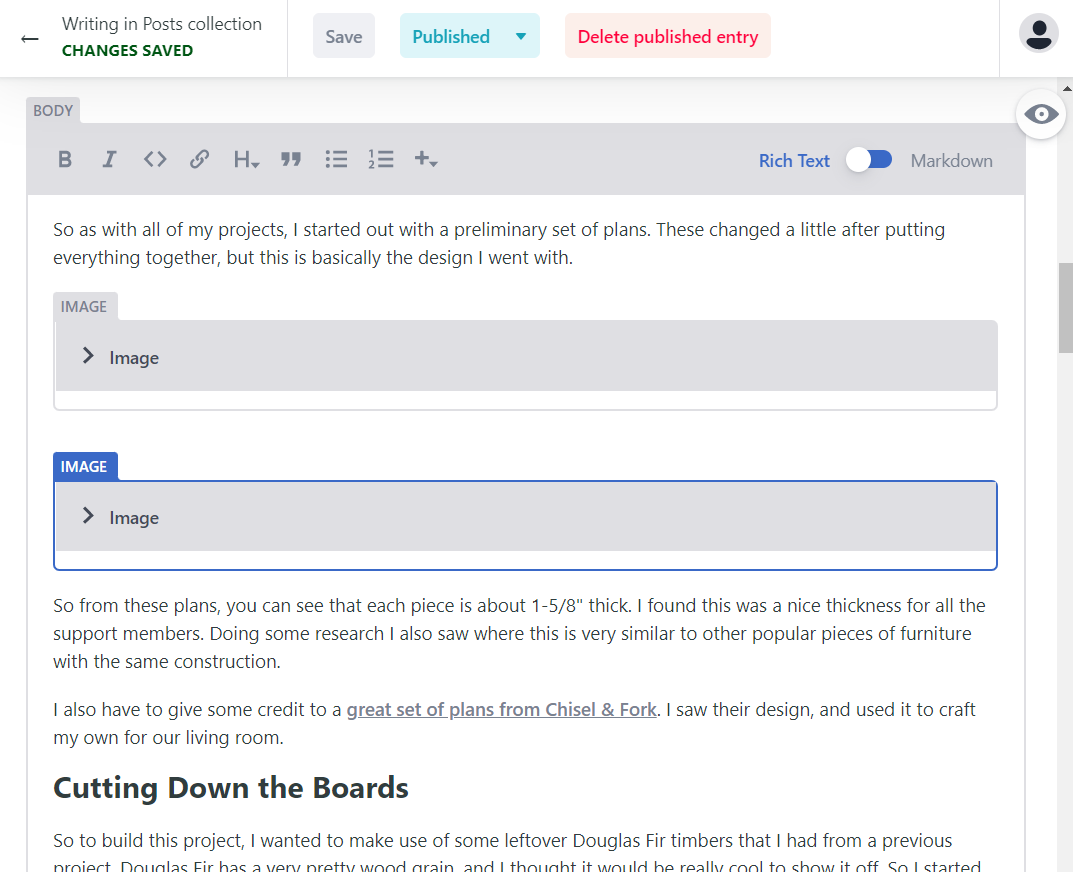 Writing in Posts collection
CHANGES SAVED
Save
Published
Delete published entry
BODY
B I <> H
Rich Text
Markdown
So as with all of my projects, I started out with a preliminary set of plans. These changed a little after putting
everything together, but this is basically the design I went with.
IMAGE
Image
IMAGE
Image
So from these plans, you can see that each piece is about 1-5/8" thick. I found this was a nice thickness for all the
support members. Doing some research I also saw where this is very similar to other popular pieces of furniture
with the same construction.
I also have to give some credit to a great set of plans from Chisel & Fork. I saw their design, and used it to craft
my own for our living room.
Cutting Down the Boards
So to build this project, I wanted to make use of some leftover Douglas Fir timbers that I had from a previous
project. Douglas Fir has a very pretty wood grain, and I thought it would be really cool to show it off. So I started